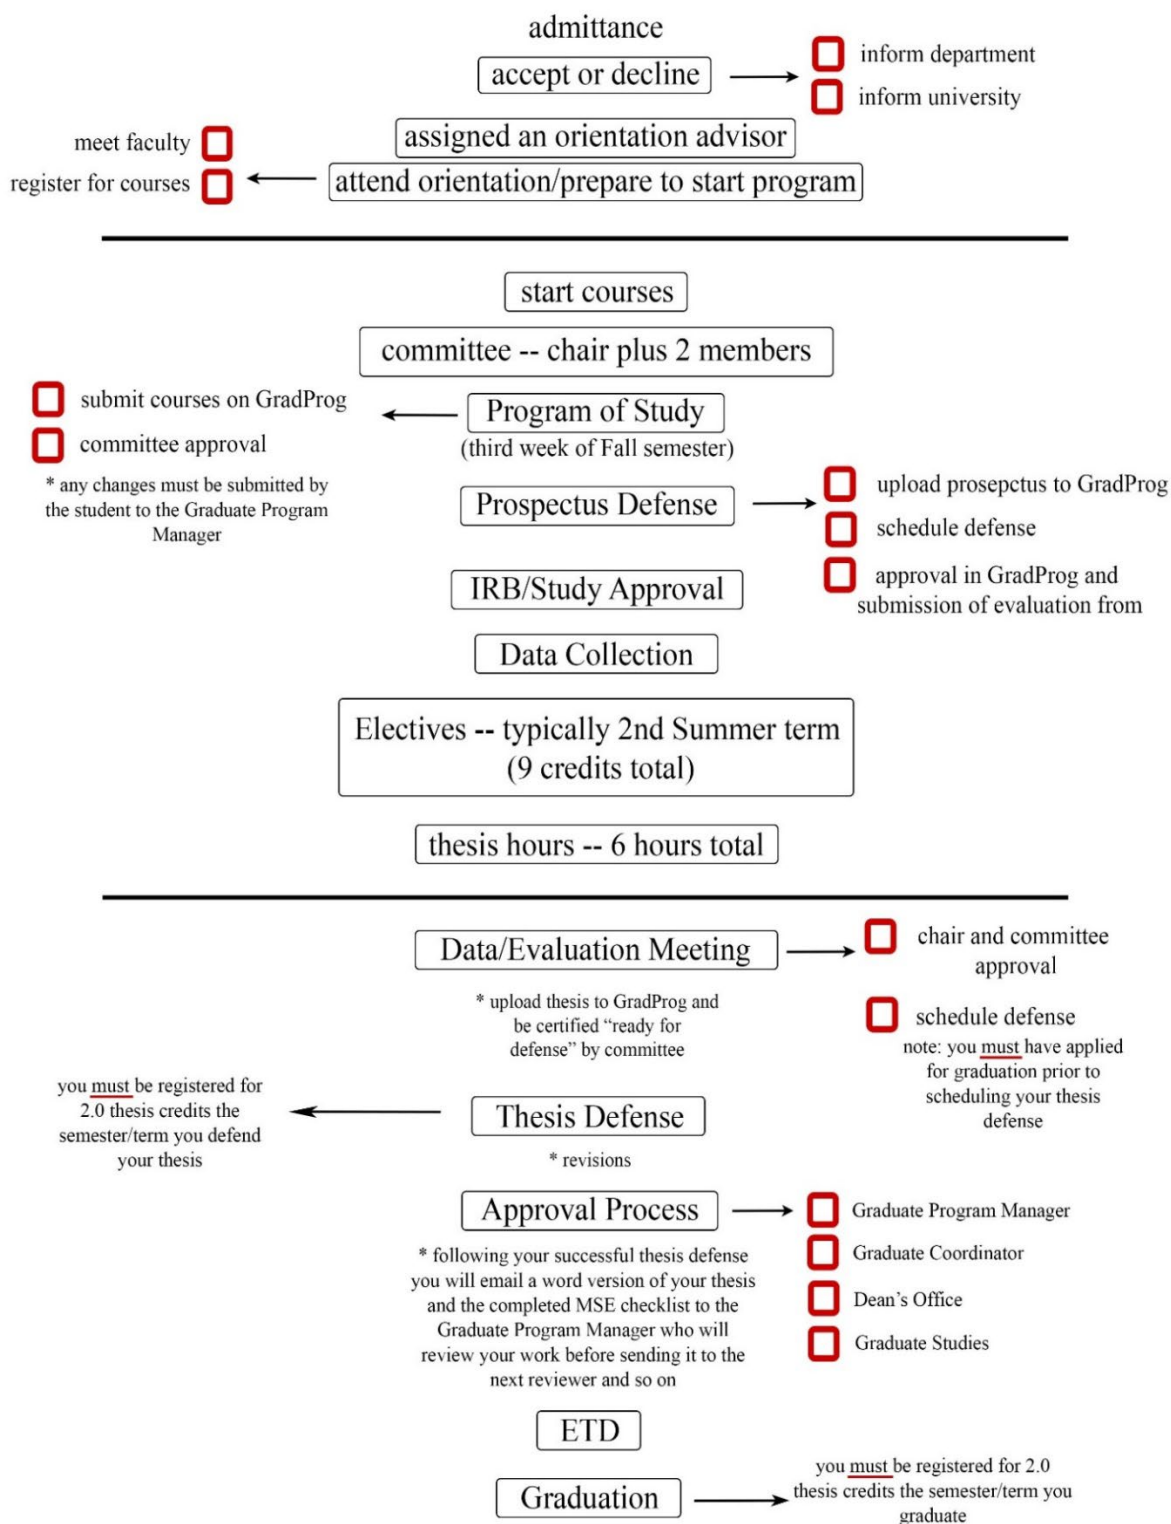 admittance
accept or decline
inform department
inform university
assigned an orientation advisor
meet faculty
register for courses
attend orientation/prepare to start program
start courses
committee -- chair plus 2 members
submit courses on GradProg
committee approval
* any changes must be submitted by
the student to the Graduate Program
Manager
Program of Study
(third week of Fall semester)
Prospectus Defense
upload prosepctus to GradProg
schedule defense
approval in GradProg and
submission of evaluation from
IRB/Study Approval
Data Collection
Electives -- typically 2nd Summer term
(9 credits total)
thesis hours -- 6 hours total
Data/Evaluation Meeting
chair and committee
approval
* upload thesis to GradProg and
be certified “ready for
defense” by committee
schedule defense
note: you must have applied
for graduation prior to
scheduling your thesis
defense
you must be registered for
2.0 thesis credits the
semester/term you defend
your thesis
Thesis Defense
* revisions
Approval Process
Graduate Program Manager
Graduate Coordinator
Dean’s Office
Graduate Studies
* following your successful thesis defense
you will email a word version of your thesis
and the completed MSE checklist to the
Graduate Program Manager who will
review your work before sending it to the
next reviewer and so on
ETD
Graduation
you must be registered for 2.0
thesis credits the semester/term you
graduate